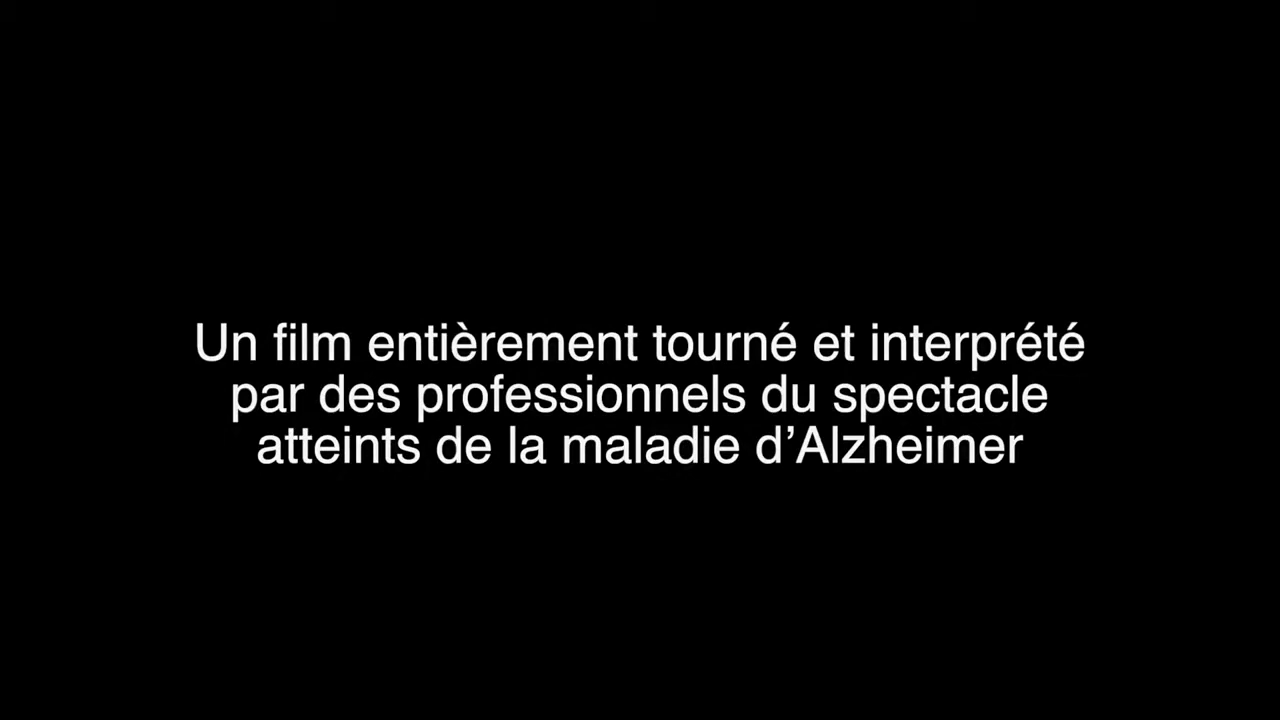 Un film entièrement tourné et interprété
par des professionnels du spectacle
atteints de la maladie d’Alzheimer